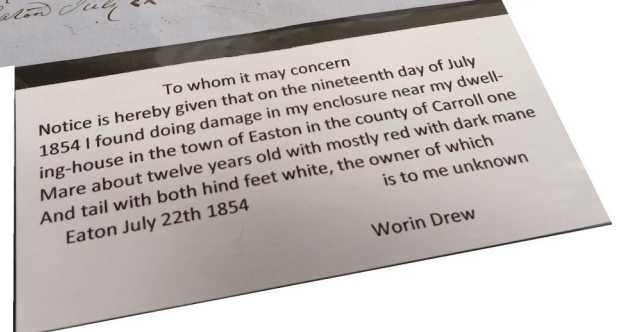 Eaton July 22
To whom it may concern
Notice is hereby given that on the nineteenth day of July
1854 I found doing damage in my enclosure near my dwell-
ing-house in the town of Easton in the county of Carroll one
Mare about twelve years old with mostly red with dark mane
And tail with both hind feet white, the owner of which
is to me unknown
Eaton July 22th 1854
Worin Drew